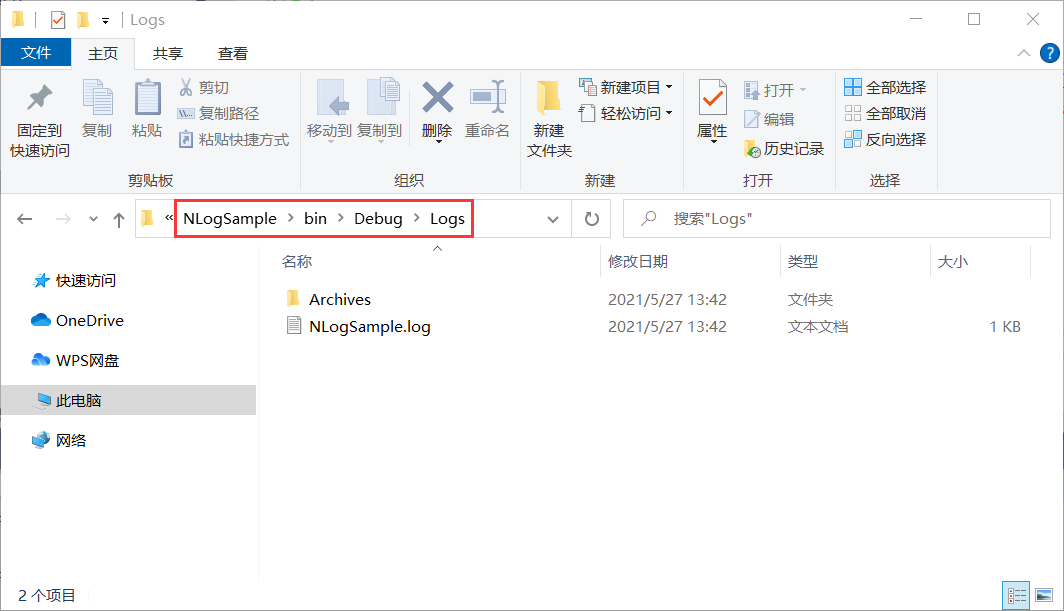 Logs
文件 主页 共享 查看
固定到
快速访问
复制
粘贴
剪切
复制路径
粘贴快捷方式
剪贴板
移动到 复制到 删除 重命名
组织
新建
文件夹
新建项目
轻松访问
新建
属性
打开
编辑
历史记录
打开
全部选择
全部取消
反向选择
选择
« NLogSample > bin > Debug > Logs
搜索"Logs"
名称 修改日期 类型 大小
Archives 2021/5/27 13:42 文件夹
NLogSample.log 2021/5/27 13:42 文本文档 1 KB
快速访问
OneDrive
WPS网盘
此电脑
网络
2 个项目